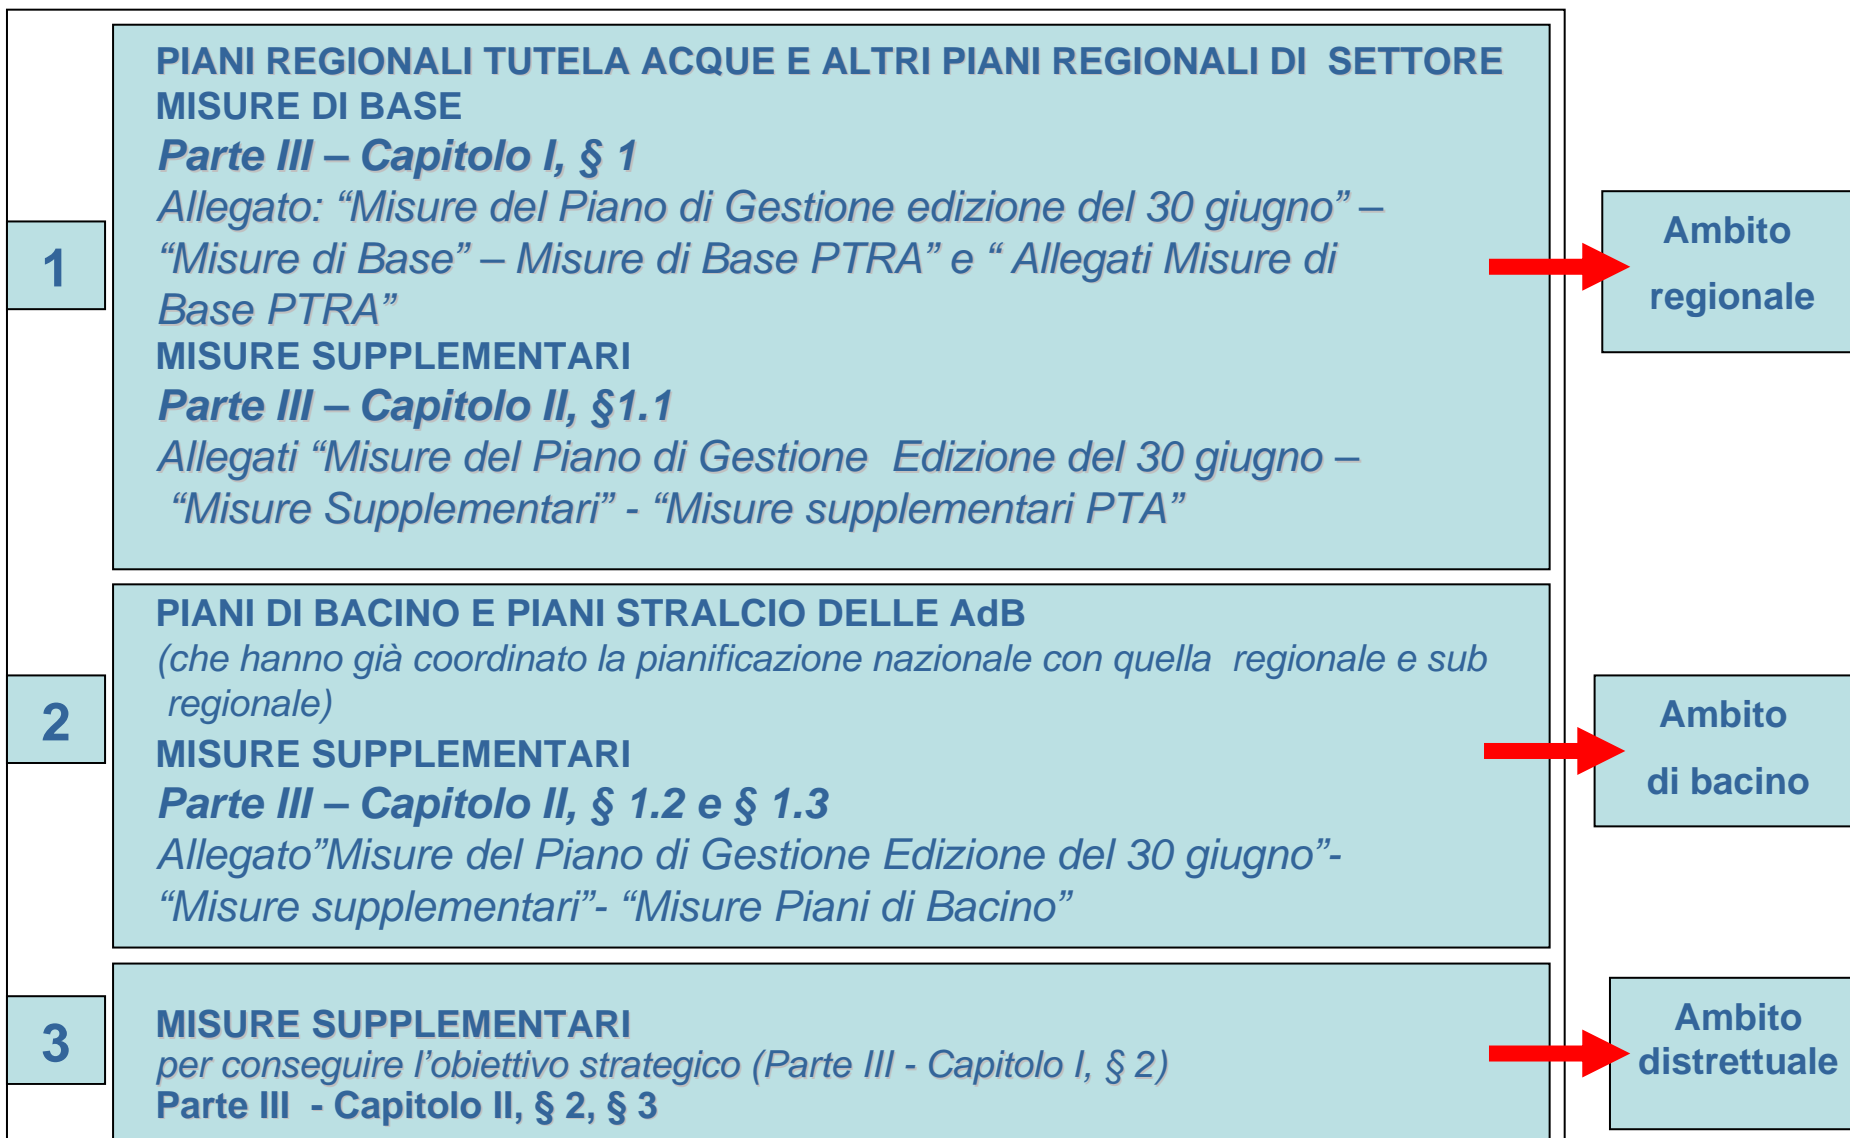 1
PIANI REGIONALI TUTELA ACQUE E ALTRI PIANI REGIONALI DI SETTORE
MISURE DI BASE
Parte III – Capitolo I, § 1
Allegato: “Misure del Piano di Gestione edizione del 30 giugno” –
“Misure di Base” – Misure di Base PTRA” e “ Allegati Misure di
Base PTRA”
MISURE SUPPLEMENTARI
Parte III – Capitolo II, §1.1
Allegati “Misure del Piano di Gestione Edizione del 30 giugno –
“Misure Supplementari” - “Misure supplementari PTA”
Ambito
regionale
2
PIANI DI BACINO E PIANI STRALCIO DELLE AdB
(che hanno già coordinato la pianificazione nazionale con quella regionale e sub
regionale)
MISURE SUPPLEMENTARI
Parte III – Capitolo II, § 1.2 e § 1.3
Allegato”Misure del Piano di Gestione Edizione del 30 giugno”-
“Misure supplementari”- “Misure Piani di Bacino”
Ambito
di bacino
3
MISURE SUPPLEMENTARI
per conseguire l’obiettivo strategico (Parte III - Capitolo I, § 2)
Parte III - Capitolo II, § 2, § 3
Ambito
distrettuale